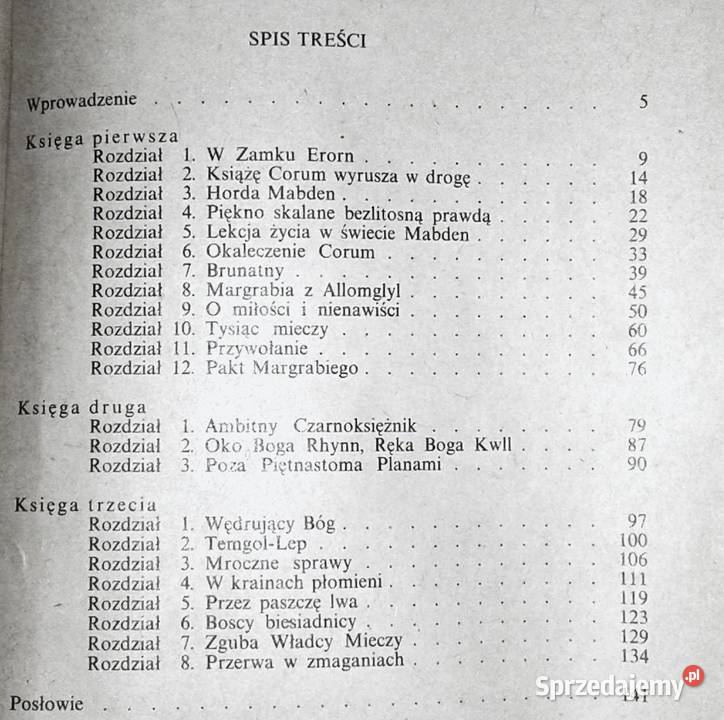 SPIS TREŚCI
Wprowadzenie . . . . . . . . . . . . . . . . . . . 5
Księga pierwsza
Rozdział 1. W Zamku Erorn . . . . . . . . . . . 9
Rozdział 2. Książę Corum wyrusza w drogę . . . . . . 14
Rozdział 3. Horda Mabden . . . . . . . . . . . 18
Rozdział 4. Piękno skalane bezlitosną prawdą . . . . . 22
Rozdział 5. Lekcja życia w świecie Mabden . . . . . . 29
Rozdział 6. Okaleczenie Corum . . . . . . . . . . 33
Rozdział 7. Brunatny . . . . . . . . . . . . . 39
Rozdział 8. Margrabia z Allomglyl . . . . . . . . . 45
Rozdział 9. O miłości i nienawiści . . . . . . . . . 50
Rozdział 10. Tysiąc mieczy . . . . . . . . . . . . 60
Rozdział 11. Przywołanie . . . . . . . . . . . . 66
Rozdział 12. Pakt Margrabiego . . . . . . . . . . . 76
Księga druga
Rozdział 1. Ambitny Czarnoksiężnik . . . . . . . . 79
Rozdział 2. Oko Boga Rhynn, Ręka Boga Kwll . . . . 87
Rozdział 3. Poza Piętnastoma Planami . . . . . . . 90
Księga trzecia
Rozdział 1. Wędrujący Bóg . . . . . . . . . . . 97
Rozdział 2. Temgol-Lep . . . . . . . . . . . . 100
Rozdział 3. Mroczne sprawy . . . . . . . . . . . 106
Rozdział 4. W krainach płomieni . . . . . . . . . 111
Rozdział 5. Przez paszczę lwa . . . . . . . . . . 119
Rozdział 6. Boscy biesiadnicy . . . . . . . . . . 123
Rozdział 7. Zguba Władcy Mieczy . . . . . . . . . 129
Rozdział 8. Przerwa w zmaganiach . . . . . . . . . 134
Posłowie . . . . . . . . . . . . . . . . . . . . 141
Sprzedajemy.pl